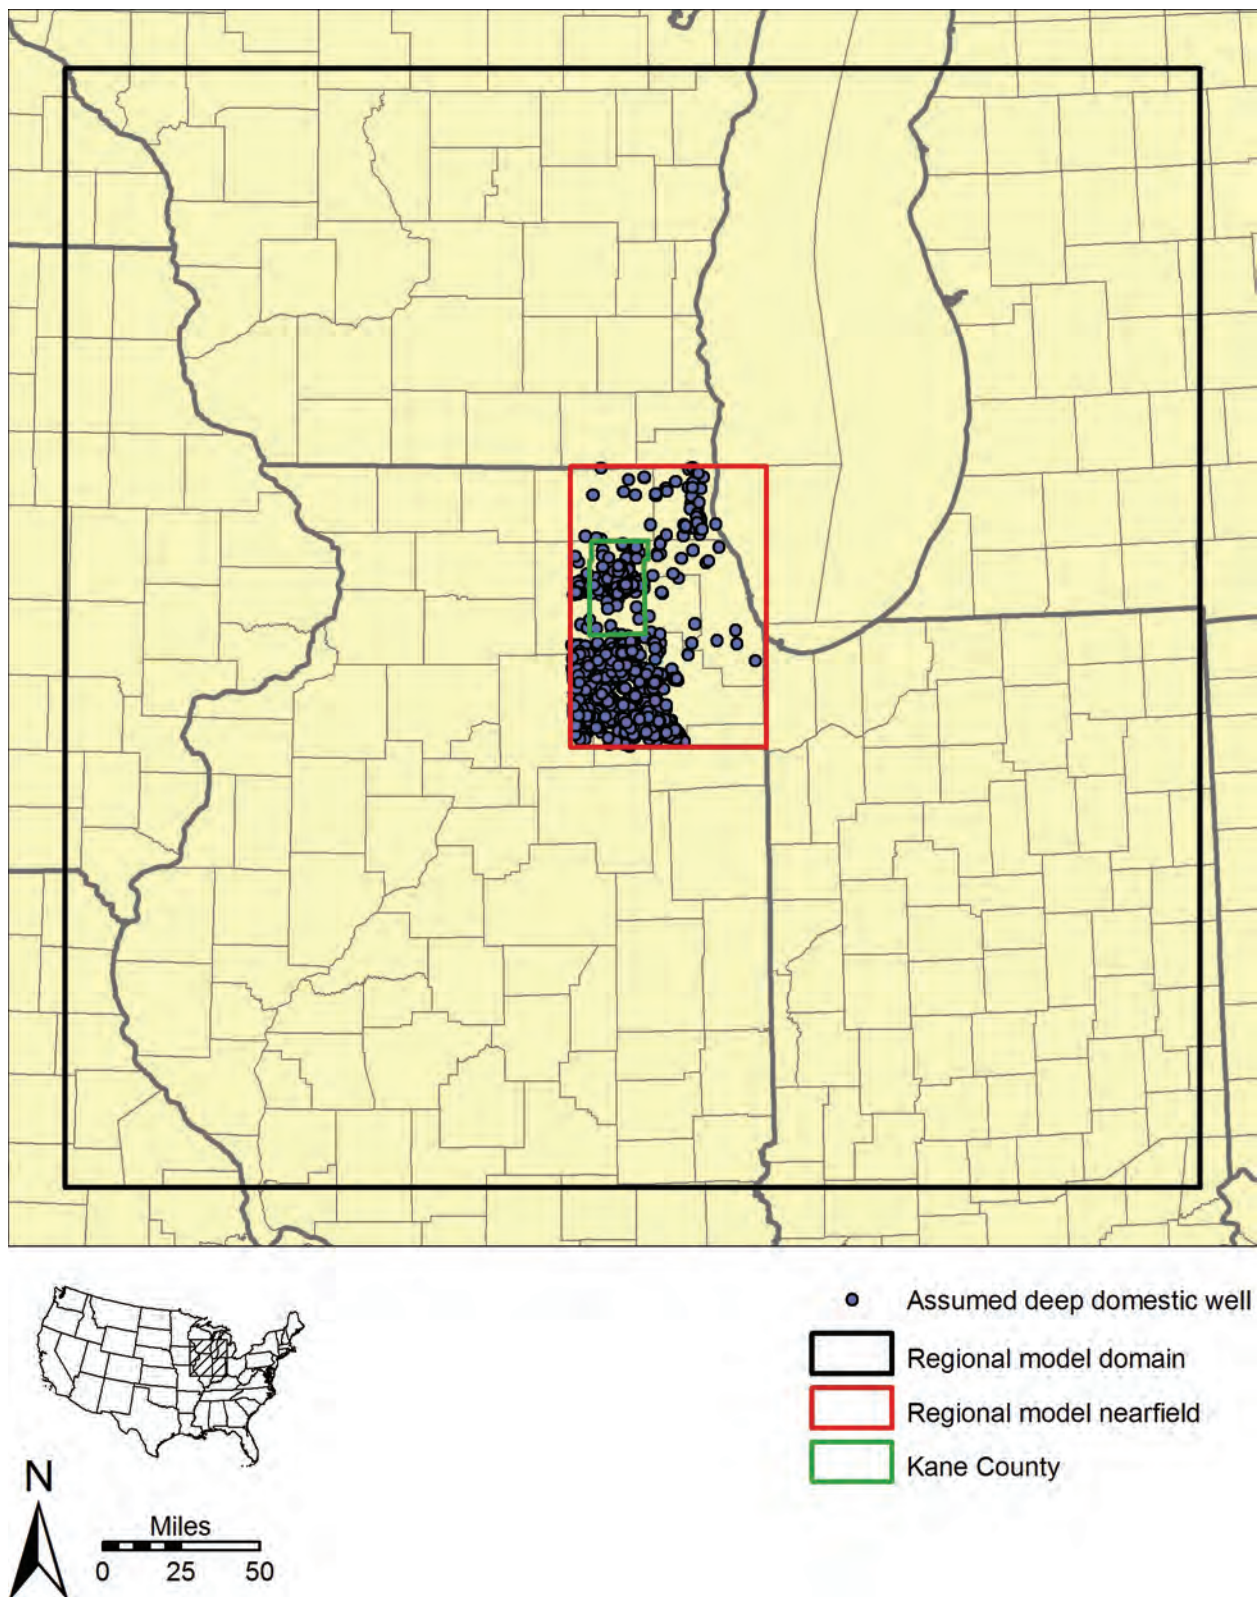 Assumed deep domestic well
Regional model domain
Regional model nearfield
Kane County
N
Miles
0 25 50